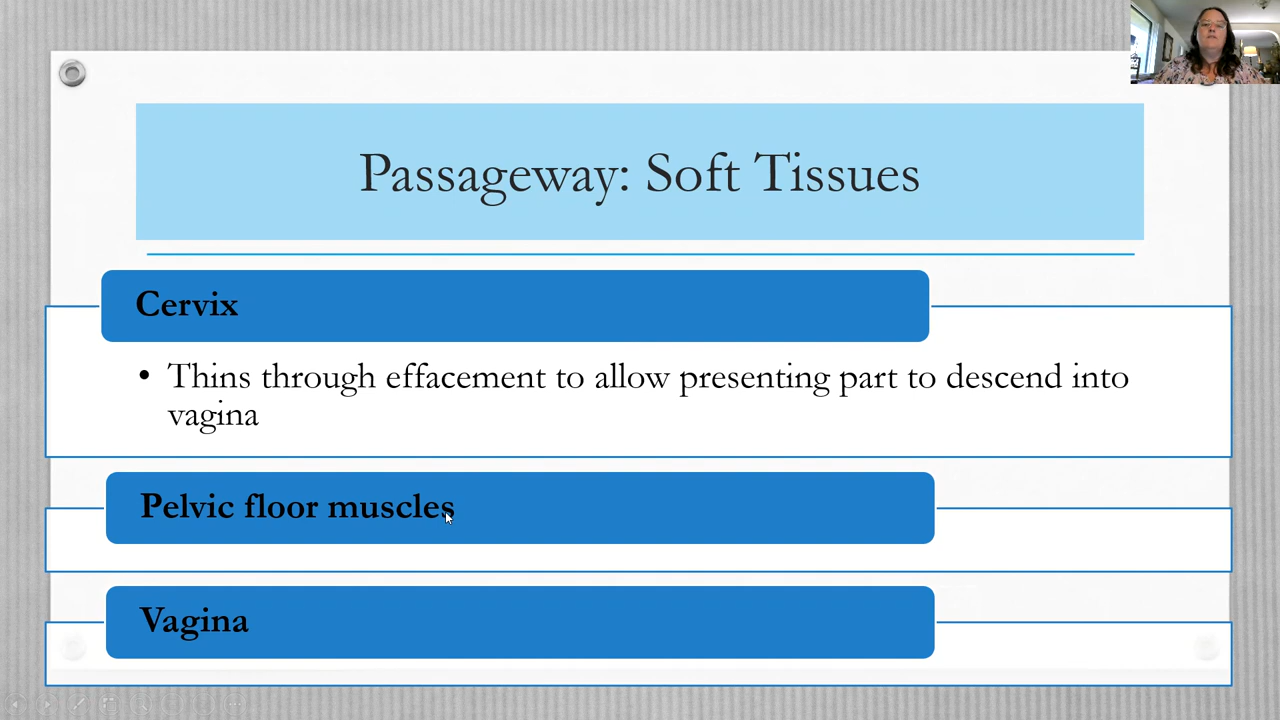 Passageway: Soft Tissues
Cervix
• Thins through effacement to allow presenting part to descend into
vagina
Pelvic floor muscles
Vagina